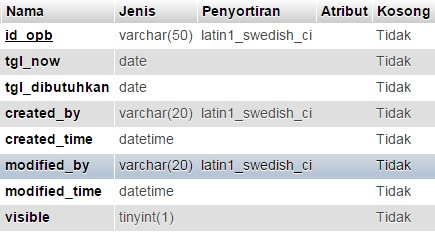 Nama Jenis Penyortiran Atribut Kosong
id_opb varchar(50) latin1_swedish_ci Tidak
tgl_now date Tidak
tgl_dibutuhkan date Tidak
created_by varchar(20) latin1_swedish_ci Tidak
created_time datetime Tidak
modified_by varchar(20) latin1_swedish_ci Tidak
modified_time datetime Tidak
visible tinyint(1) Tidak